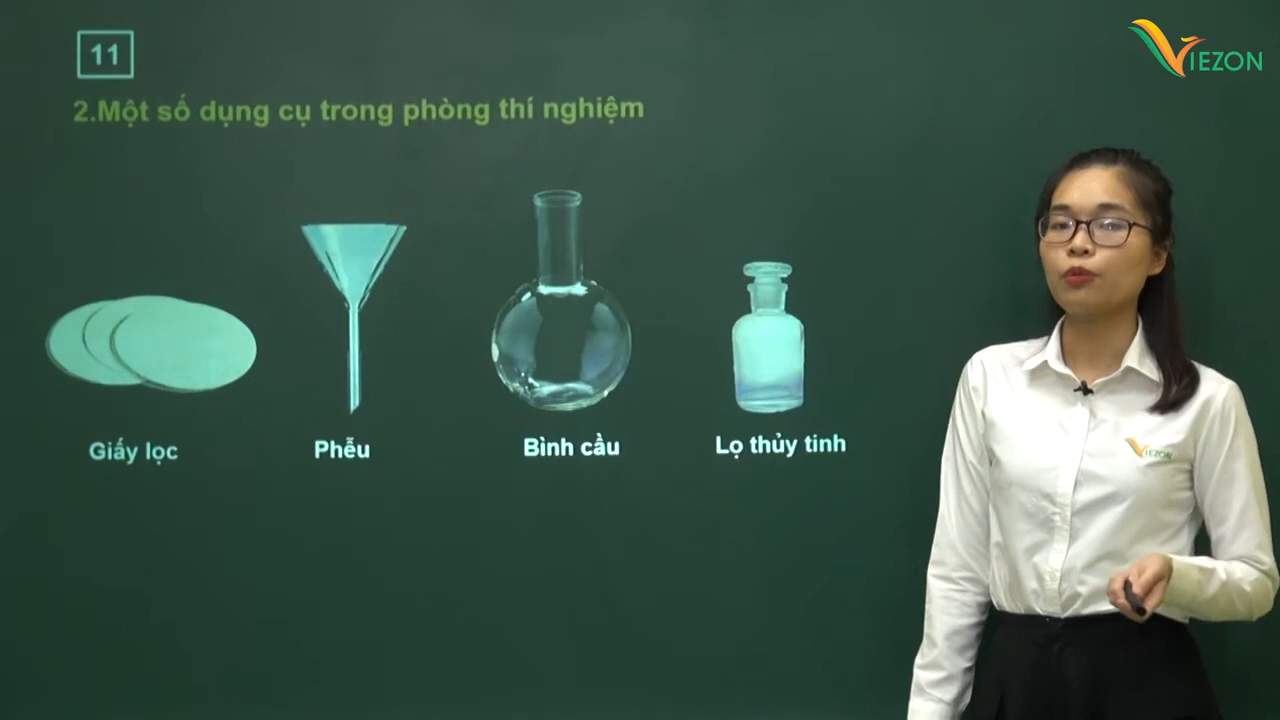 11
VIEZON
2.Một số dụng cụ trong phòng thí nghiệm
Giấy lọc
Phễu
Bình cầu
Lọ thủy tinh
VIEZON